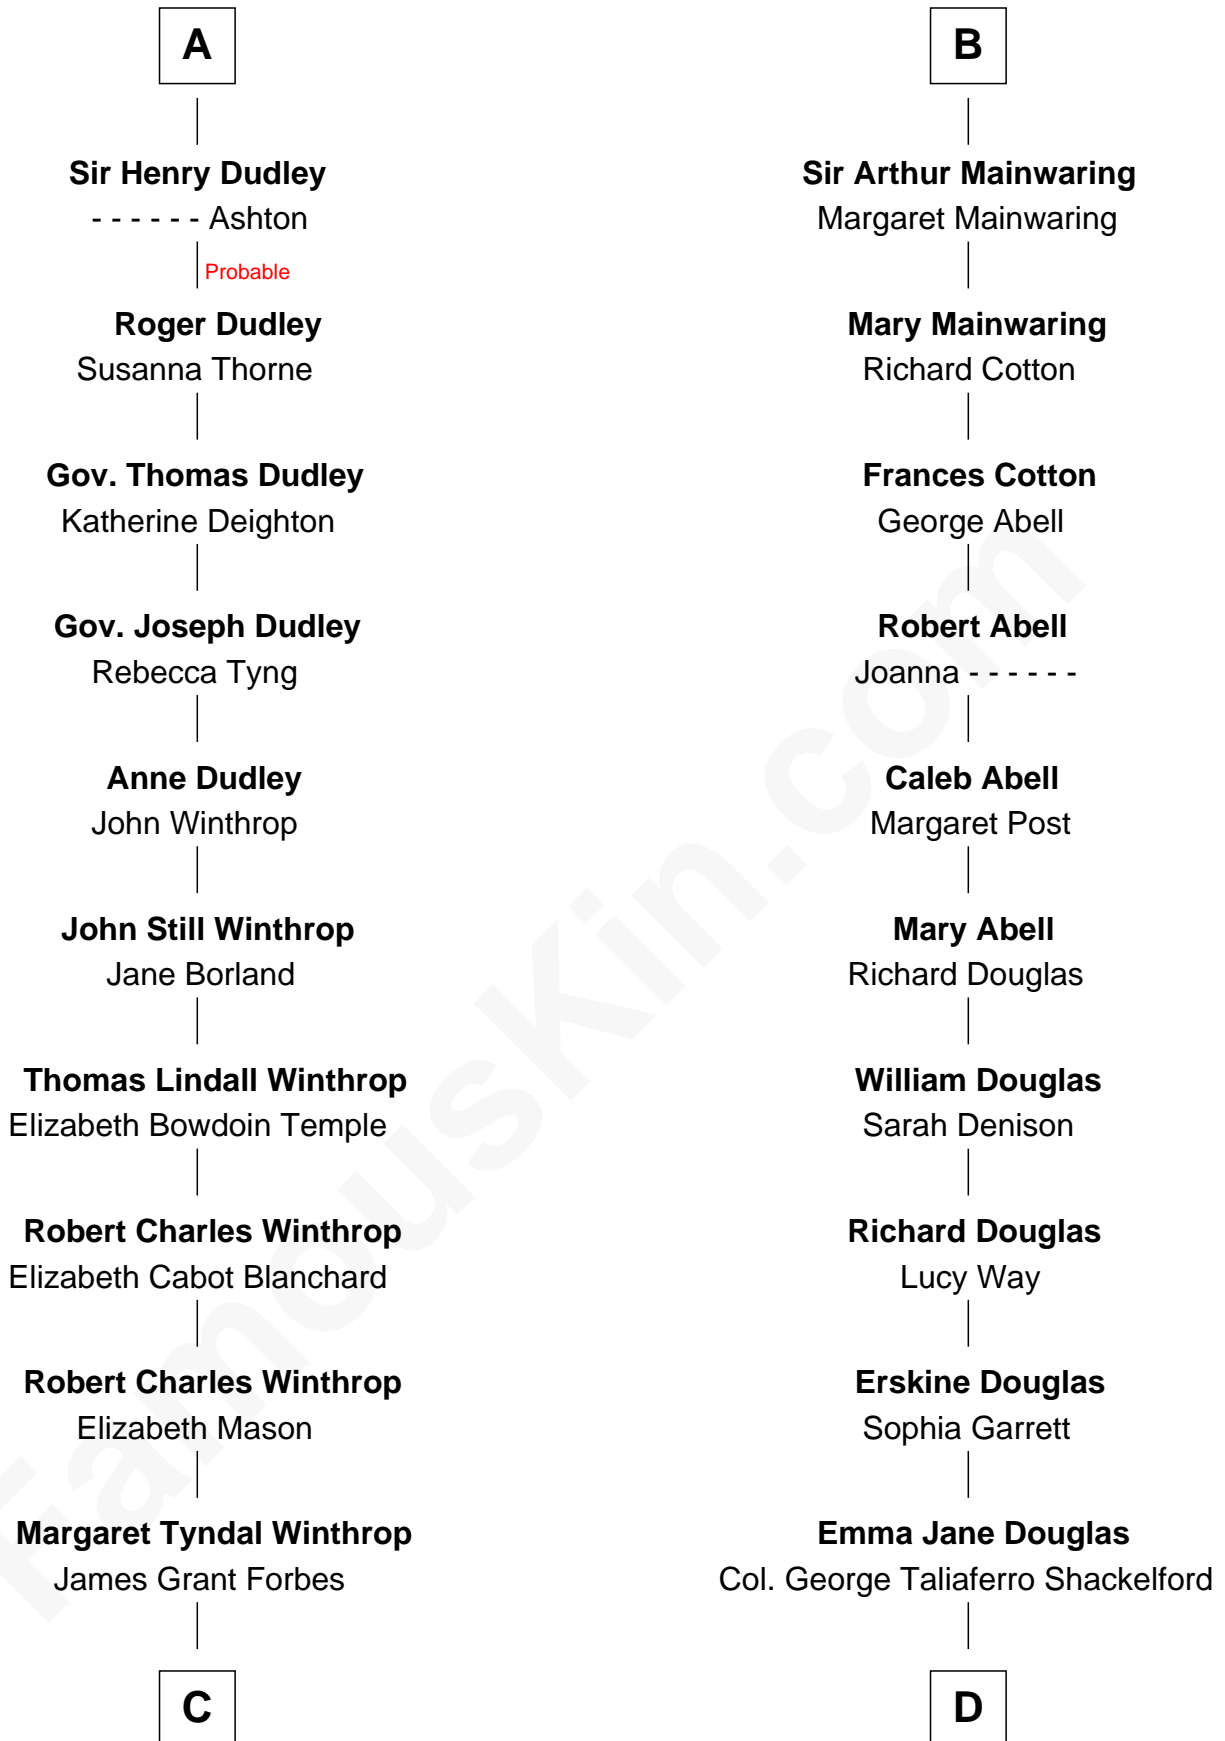 A
Sir Henry Dudley
- - - - - - Ashton
Probable
Roger Dudley
Susanna Thorne
Gov. Thomas Dudley
Katherine Deighton
Gov. Joseph Dudley
Rebecca Tyng
Anne Dudley
John Winthrop
John Still Winthrop
Jane Borland
Thomas Lindall Winthrop
Elizabeth Bowdoin Temple
Robert Charles Winthrop
Elizabeth Cabot Blanchard
Robert Charles Winthrop
Elizabeth Mason
Margaret Tyndal Winthrop
James Grant Forbes
C
B
Sir Arthur Mainwaring
Margaret Mainwaring
Mary Mainwaring
Richard Cotton
Frances Cotton
George Abell
Robert Abell
Joanna - - - - - -
Caleb Abell
Margaret Post
Mary Abell
Richard Douglas
William Douglas
Sarah Denison
Richard Douglas
Lucy Way
Erskine Douglas
Sophia Garrett
Emma Jane Douglas
Col. George Taliaferro Shackelford
D
FamousKin.com